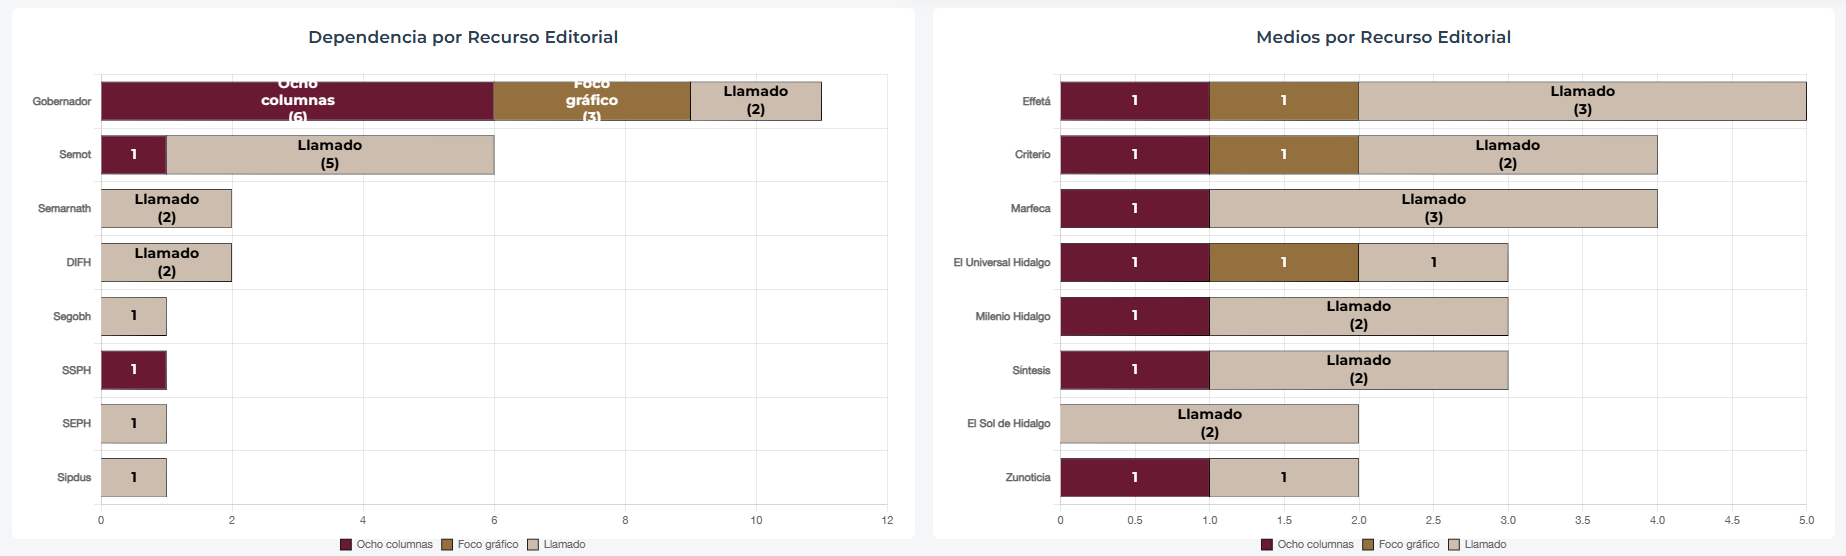 Dependencia por Recurso Editorial
Gobernador
Ocho
columnas
(6)
Foco
gráfico
(3)
Llamado
(2)
Semot
1
Llamado
(5)
Semarnath
Llamado
(2)
DIFH
Llamado
(2)
Segobh
1
SSPH
1
SEPH
1
Sipdus
1
0 2 4 6 8 10 12
Ocho columnas Foco gráfico Llamado
Medios por Recurso Editorial
Effetá
1
1
Llamado
(3)
Criterio
1
1
Llamado
(2)
Marfeca
1
Llamado
(3)
El Universal Hidalgo
1
1
1
Milenio Hidalgo
1
Llamado
(2)
Síntesis
1
Llamado
(2)
El Sol de Hidalgo
Llamado
(2)
Zunoticia
1
1
0 0.5 1.0 1.5 2.0 2.5 3.0 3.5 4.0 4.5 5.0
Ocho columnas Foco gráfico Llamado